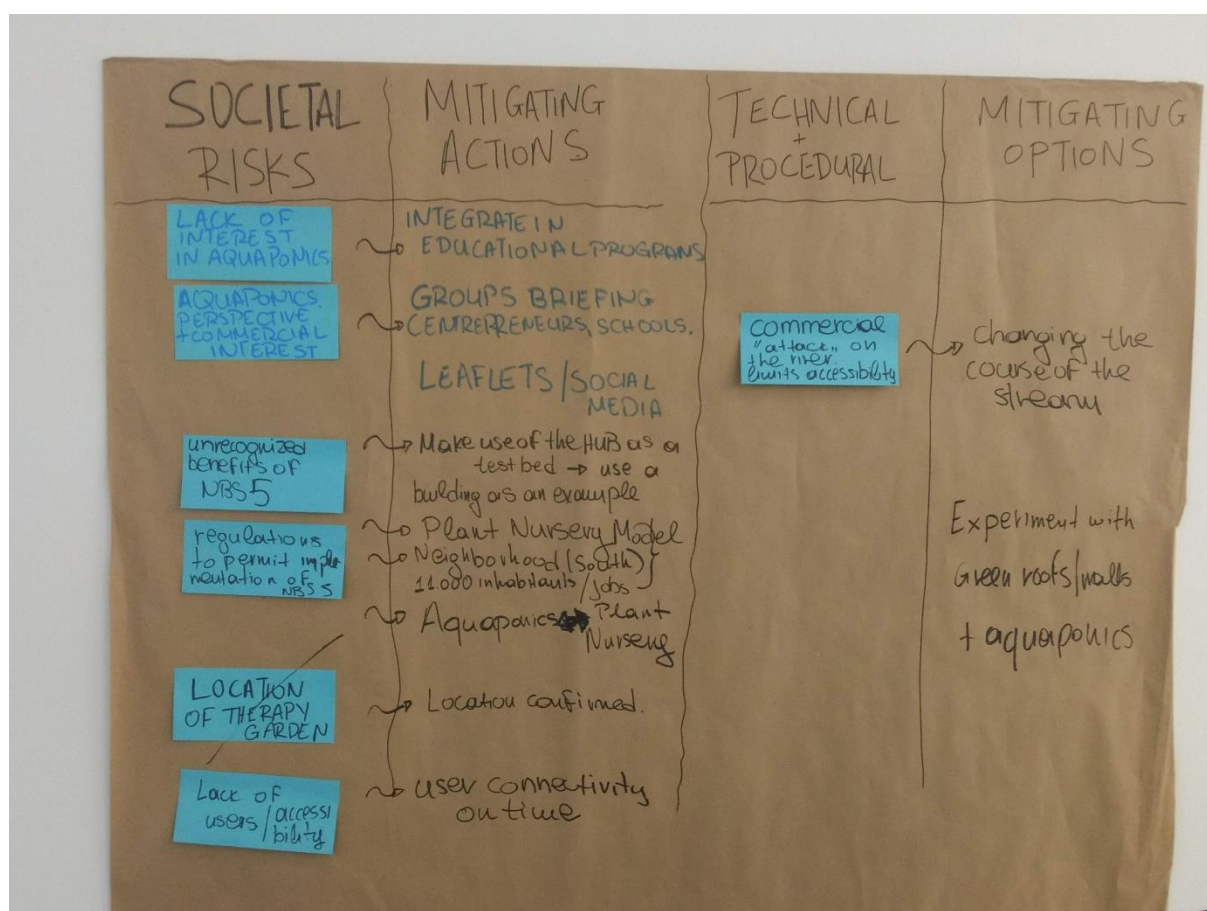 SOCIETAL
RISKS
MITIGATING
ACTIONS
TECHNICAL
+
PROCEDURAL
MITIGATING
OPTIONS
LACK OF
INTEREST
IN AQUAPONICS
INTEGRATE IN
EDUCATIONAL PROGRAMS
AQUAPONICS.
PERSPECTIVE
+COMMERCIAL
INTEREST
GROUPS BRIEFING
CENTREPRENEURS, SCHOOLS.
LEAFLETS/SOCIAL
MEDIA
commercial
"attack" on
the river.
limits accessibility
changing the
course of the
stream
unrecognized
benefits of
NBS5
Make use of the HUB as a
test bed → use a
building as an example
regulations
to permit imple
mentation of
NBS5
Plant Nursery Model
Neighborhood (South)
11.000 inhabitants/jobs
Aquaponics ↔ Plant
Nursery
Experiment with
Green roofs/walls
+ aquaponics
LOCATION
OF THERAPY
GARDEN
Location confirmed.
Lack of
users/accessi
bility
user connectivity
on time